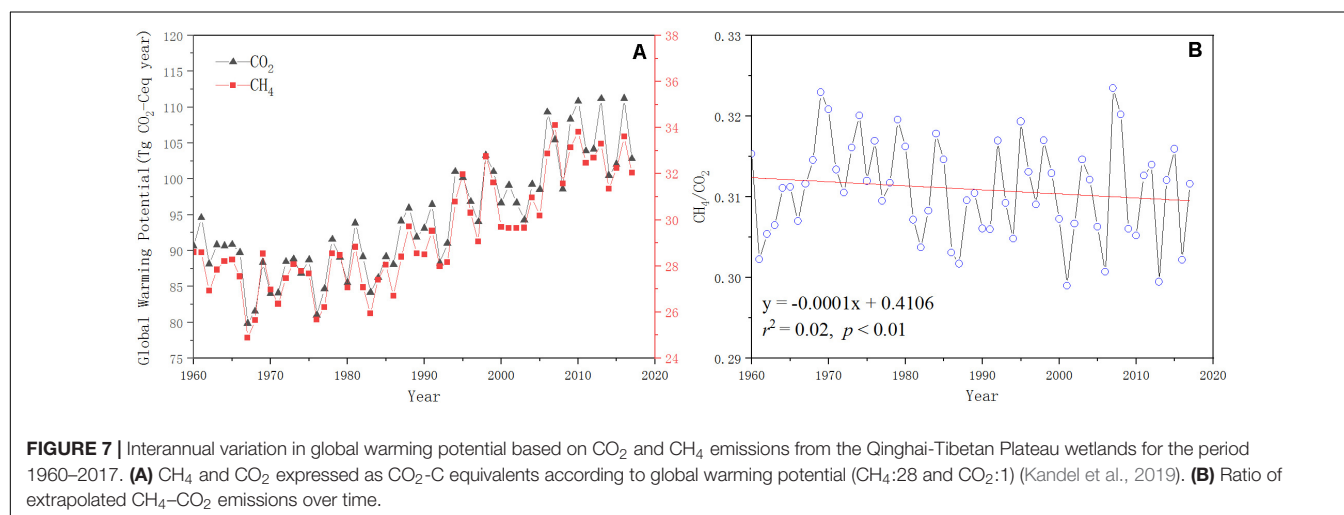 120
115
110
105
100
95
90
85
80
75
Global Warming Potential (Tg CO₂-Ceq year)
CO₂
CH₄
A
38
36
34
32
30
28
26
24
1960 1970 1980 1990 2000 2010 2020
Year
0.33
0.32
0.31
0.30
0.29
CH₄/CO₂
B
y = -0.0001x + 0.4106
r² = 0.02, p < 0.01
1960 1970 1980 1990 2000 2010 2020
Year
FIGURE 7 | Interannual variation in global warming potential based on CO₂ and CH₄ emissions from the Qinghai-Tibetan Plateau wetlands for the period
1960–2017. (A) CH₄ and CO₂ expressed as CO₂-C equivalents according to global warming potential (CH₄:28 and CO₂:1) (Kandel et al., 2019). (B) Ratio of
extrapolated CH₄–CO₂ emissions over time.